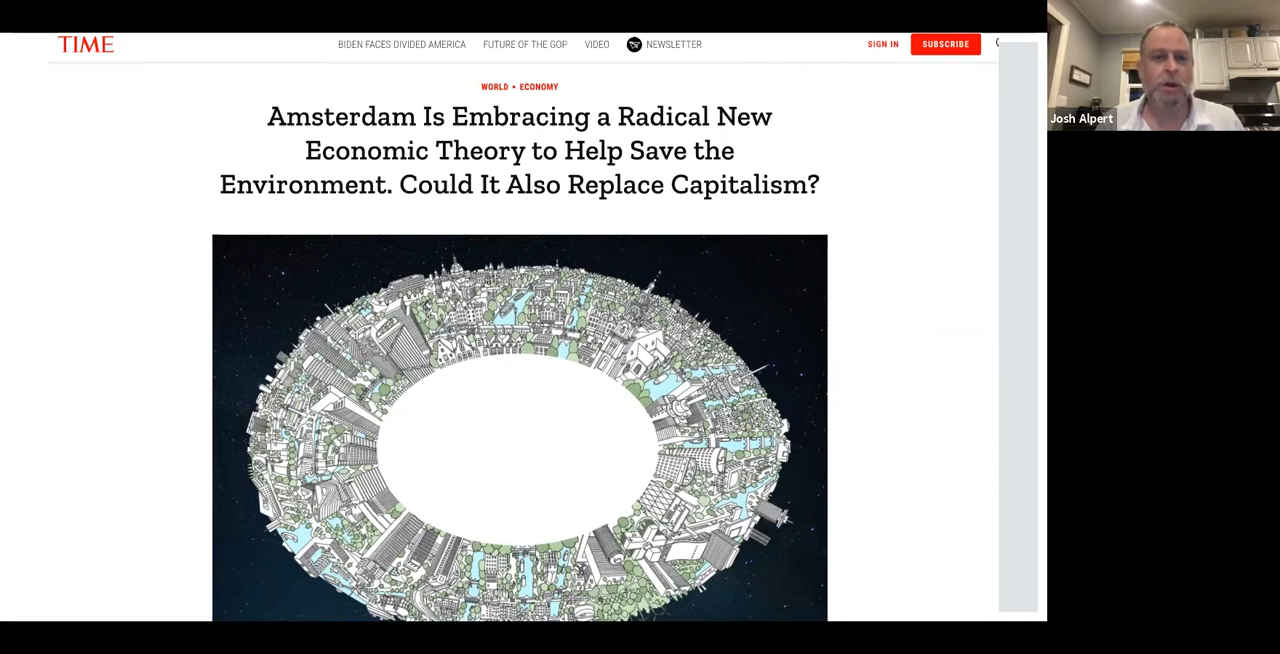 TIME
BIDEN FACES DIVIDED AMERICA
FUTURE OF THE GOP
VIDEO
NEWSLETTER
SIGN IN
SUBSCRIBE
WORLD • ECONOMY
Amsterdam Is Embracing a Radical New
Economic Theory to Help Save the
Environment. Could It Also Replace Capitalism?
Josh Alpert